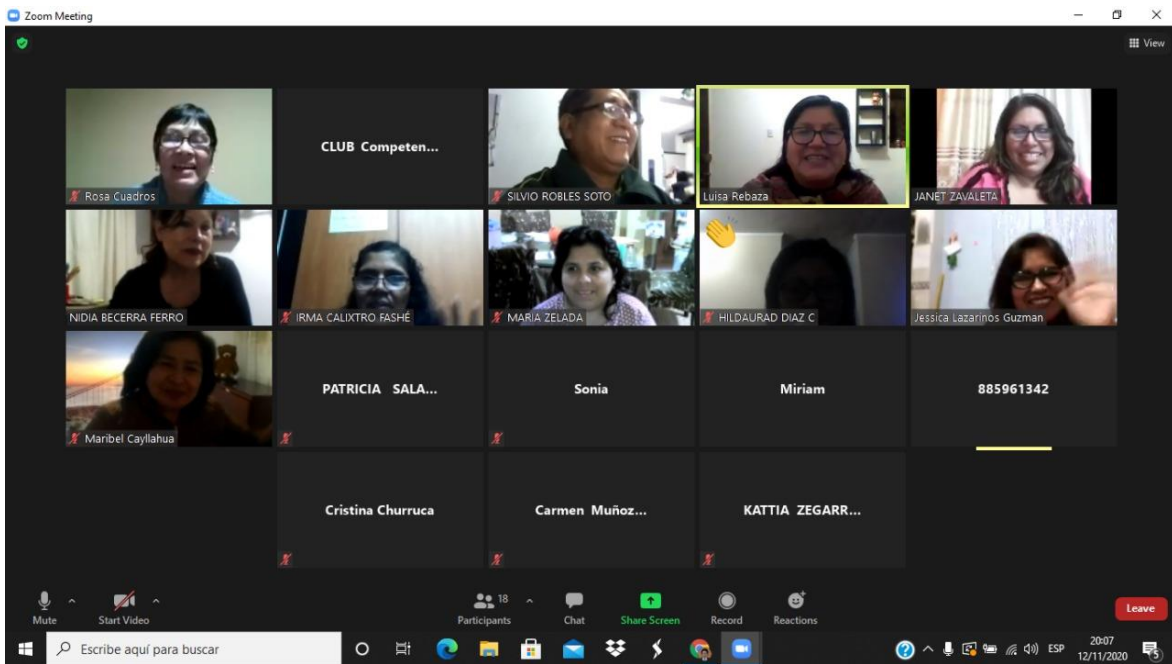 Zoom Meeting
View
Rosa Cuadros
CLUB Competen...
SILVIO ROBLES SOTO
Luisa Rebaza
JANET ZAVALETA
NIDIA BECERRA FERRO
IRMA CALIXTRO FASHÉ
MARIA ZELADA
HILDAURAD DIAZ C
Jessica Lazarinos Guzman
Maribel Cayllahua
PATRICIA SALA...
Sonia
Miriam
885961342
Cristina Churruca
Carmen Muñoz...
KATTIA ZEGARR...
Mute
Start Video
Participants 18
Chat
Share Screen
Record
Reactions
Leave
Escribe aquí para buscar
ESP
20:07
12/11/2020
5